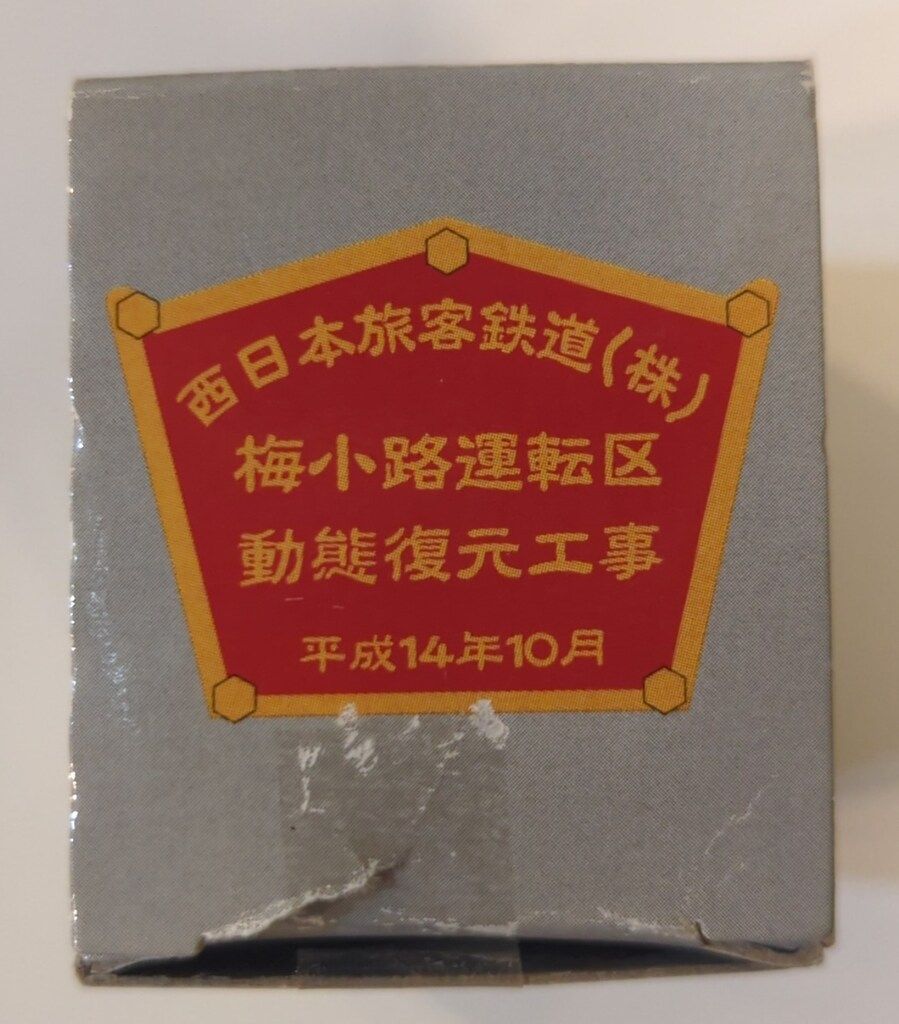 西日本旅客鉄道(株)
梅小路運転区
動態復元工事
平成14年10月